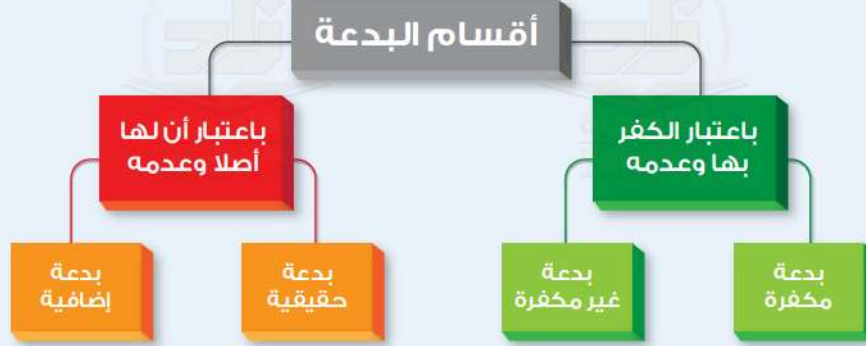 أقسام البدعة
باعتبار الكفر
بها وعدمه
باعتبار أن لها
أصلا وعدمه
بدعة
مكفرة
بدعة
غير مكفرة
بدعة
حقيقية
بدعة
إضافية